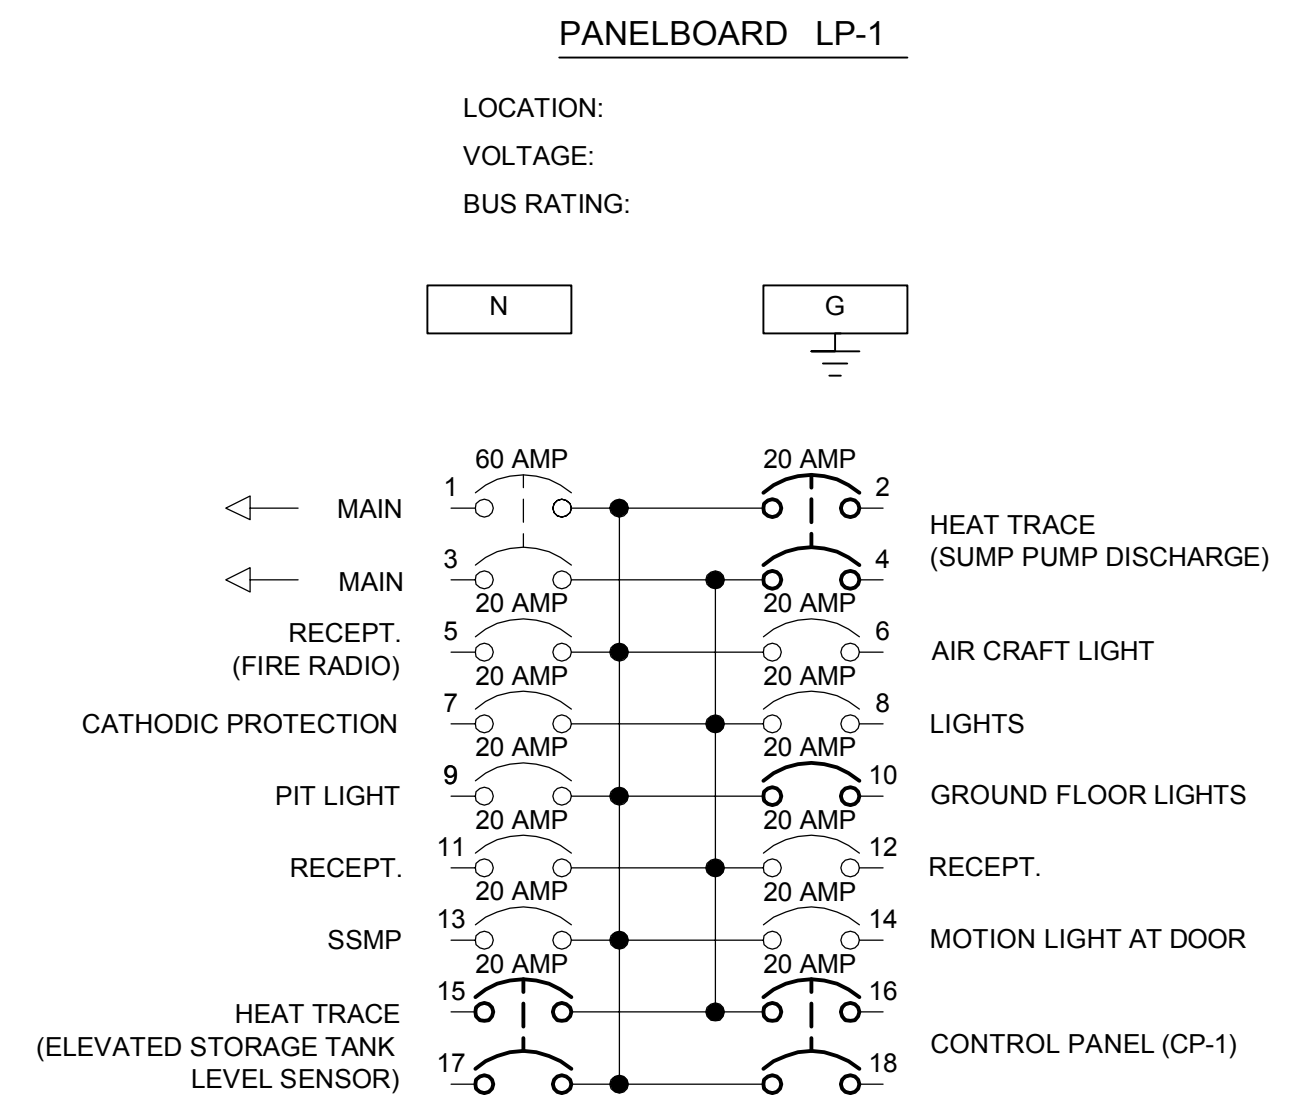 PANELBOARD LP-1
LOCATION:
VOLTAGE:
BUS RATING:
N
G
60 AMP
20 AMP
MAIN 1
2
HEAT TRACE
(SUMP PUMP DISCHARGE)
MAIN 3
4
20 AMP
20 AMP
RECEPT.
(FIRE RADIO)
5
6
AIR CRAFT LIGHT
20 AMP
20 AMP
CATHODIC PROTECTION 7
8 LIGHTS
20 AMP
20 AMP
PIT LIGHT 9
10 GROUND FLOOR LIGHTS
20 AMP
20 AMP
RECEPT. 11
12 RECEPT.
20 AMP
20 AMP
SSMP 13
14 MOTION LIGHT AT DOOR
20 AMP
20 AMP
15
16
HEAT TRACE
(ELEVATED STORAGE TANK
LEVEL SENSOR)
17
18
CONTROL PANEL (CP-1)